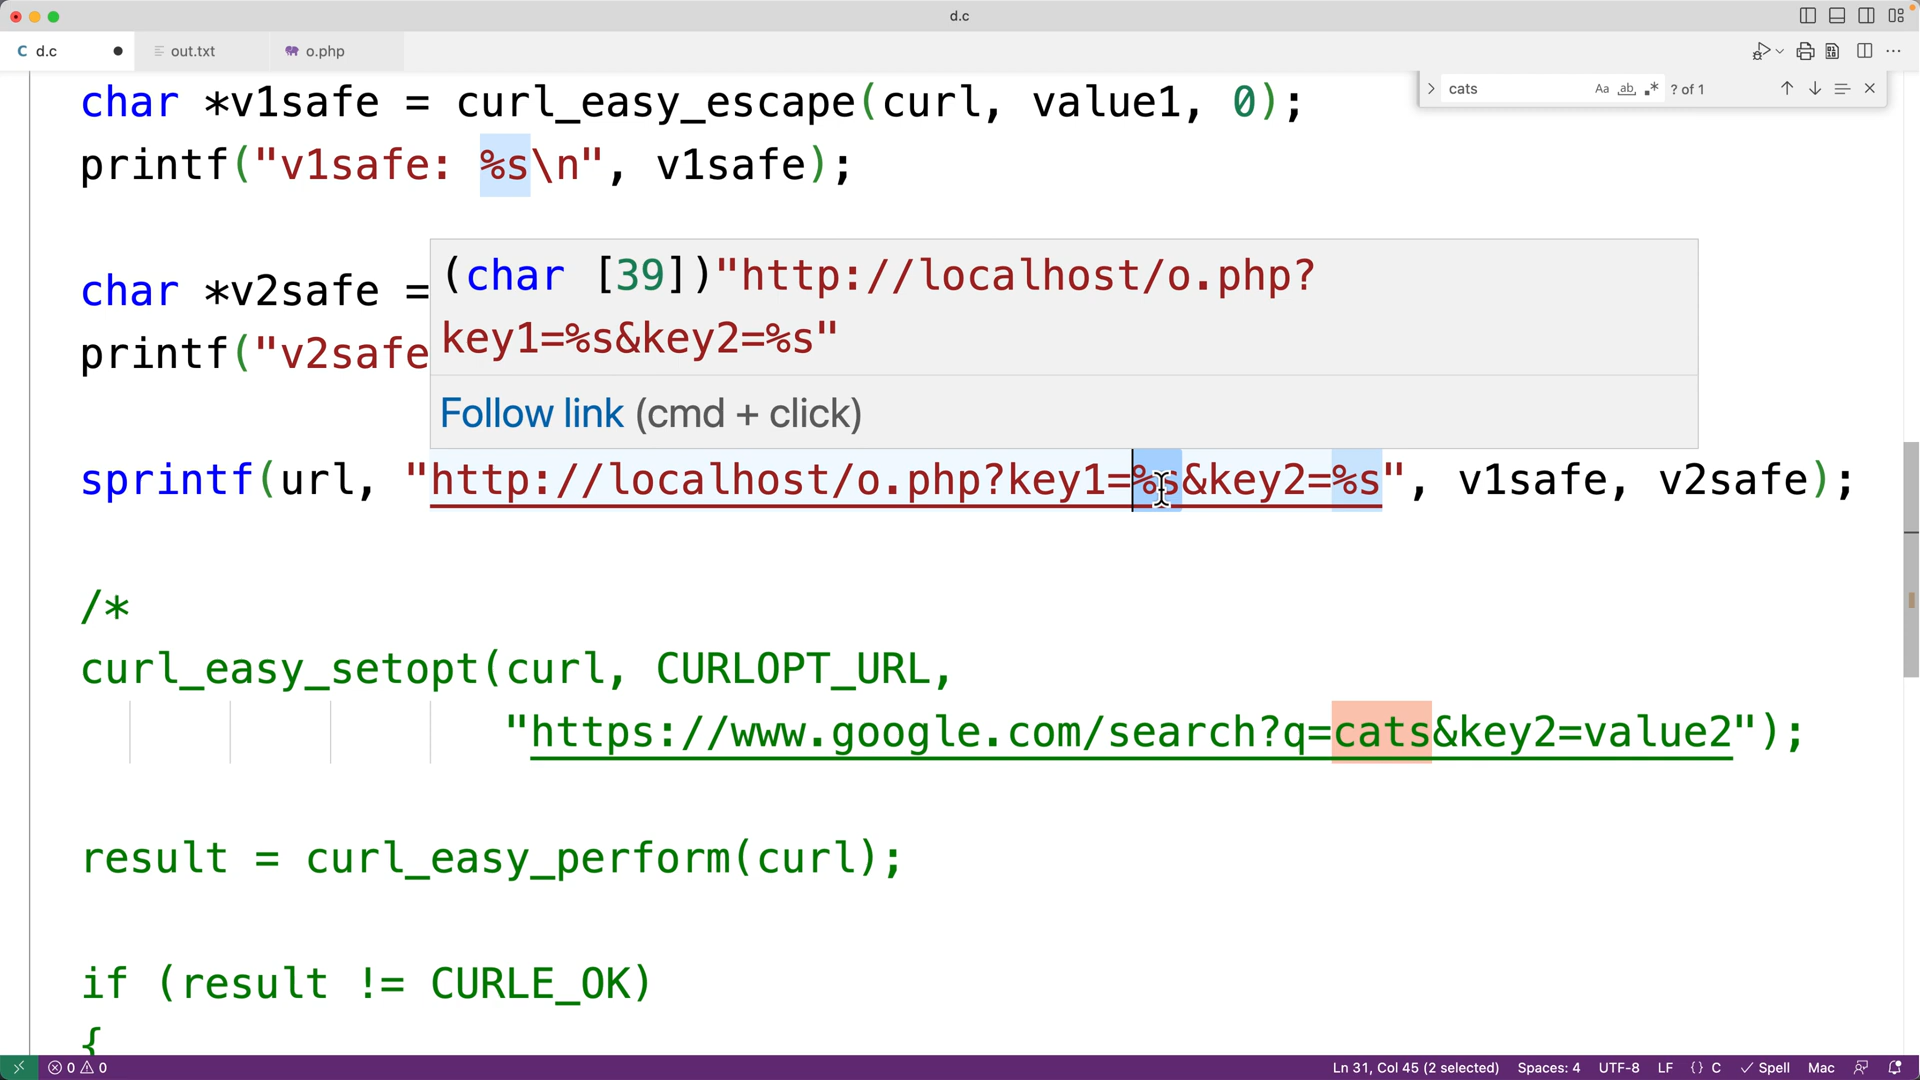 d.c
d.c
out.txt
o.php
cats
Aa
ab
? of 1
char *v1safe = curl_easy_escape(curl, value1, 0);
printf("v1safe: %s\n", v1safe);
char *v2safe =
(char [39])"http://localhost/o.php?
key1=%s&key2=%s"
printf("v2safe
Follow link (cmd + click)
sprintf(url, "http://localhost/o.php?key1=%s&key2=%s", v1safe, v2safe);
/*
curl_easy_setopt(curl, CURLOPT_URL,
"https://www.google.com/search?q=cats&key2=value2");
result = curl_easy_perform(curl);
if (result != CURLE_OK)
{
0 0
Ln 31, Col 45 (2 selected)
Spaces: 4
UTF-8
LF
{} C
Spell
Mac